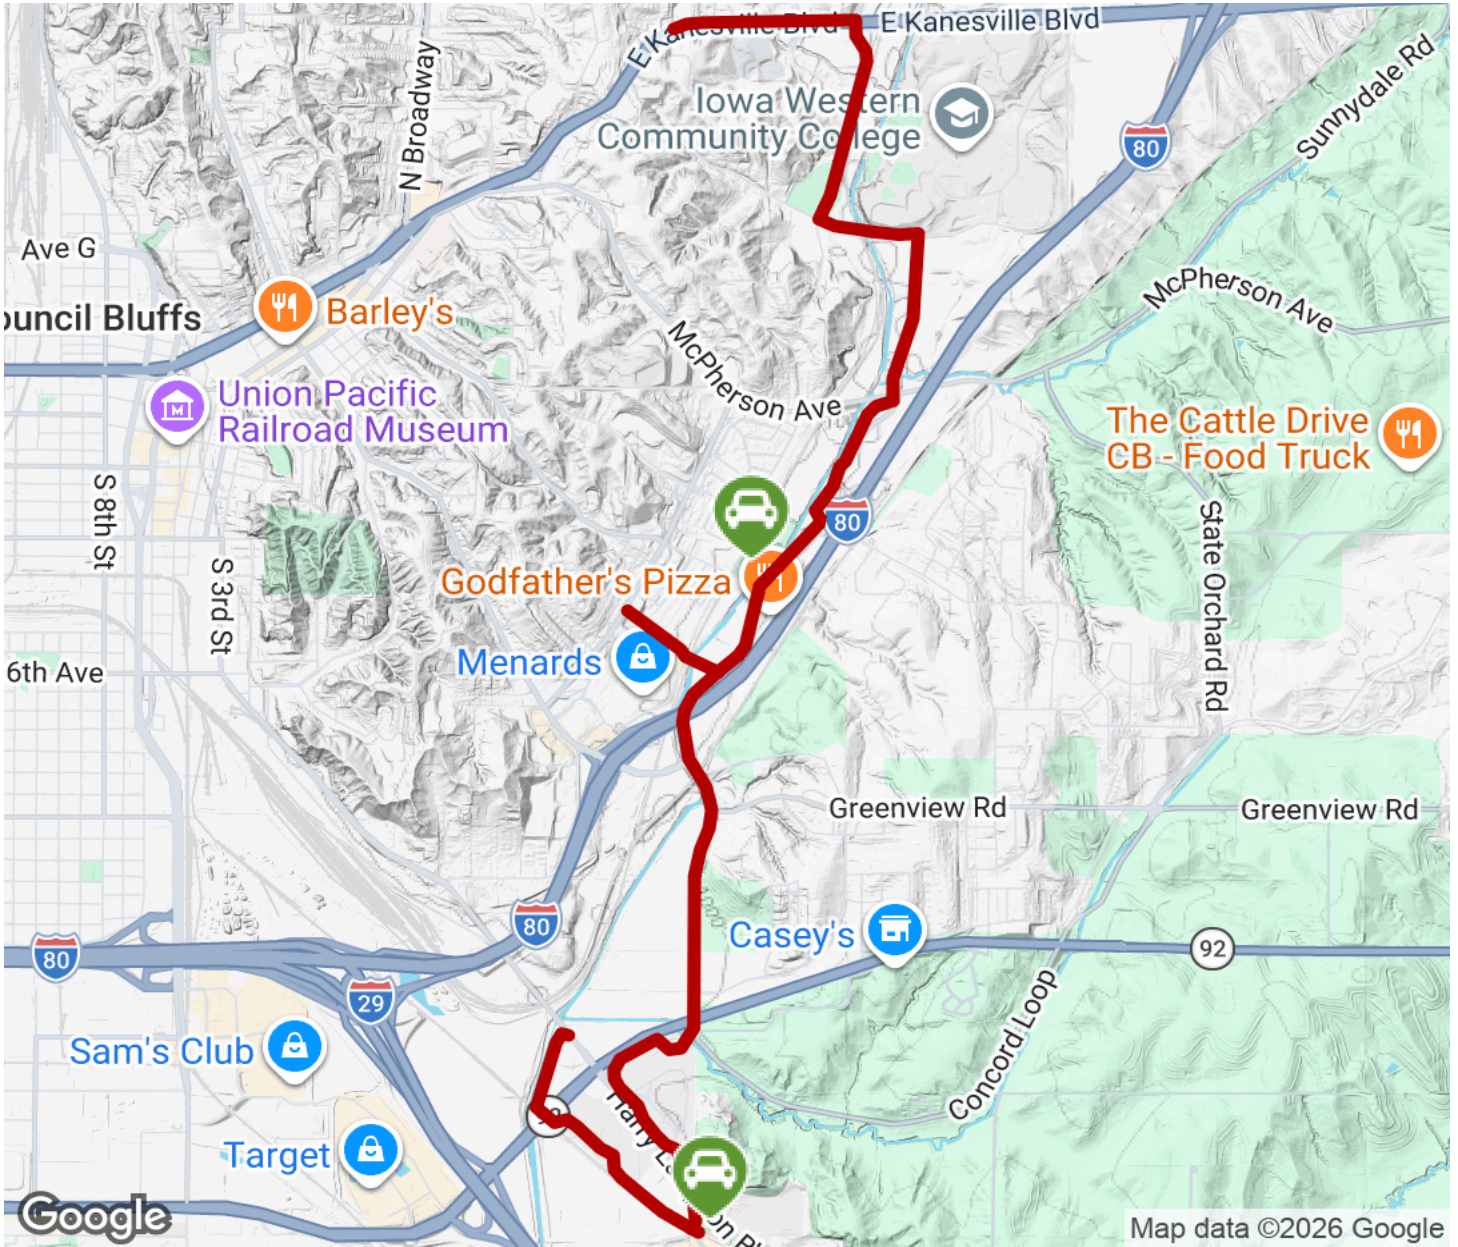 E Kanesville Blvd
E Kanesville Blvd
Sunnydale Rd
N Broadway
Iowa Western
Community College
80
Ave G
McPherson Ave
Barley's
McPherson Ave
Union Pacific
Railroad Museum
The Cattle Drive
CB - Food Truck
S 8th St
S 3rd St
80
State Orchard Rd
Godfather's Pizza
Menards
6th Ave
Greenview Rd
Greenview Rd
80
Casey's
92
80
29
Sam's Club
Concord Loop
Harry
Target
Google
Map data ©2026 Google